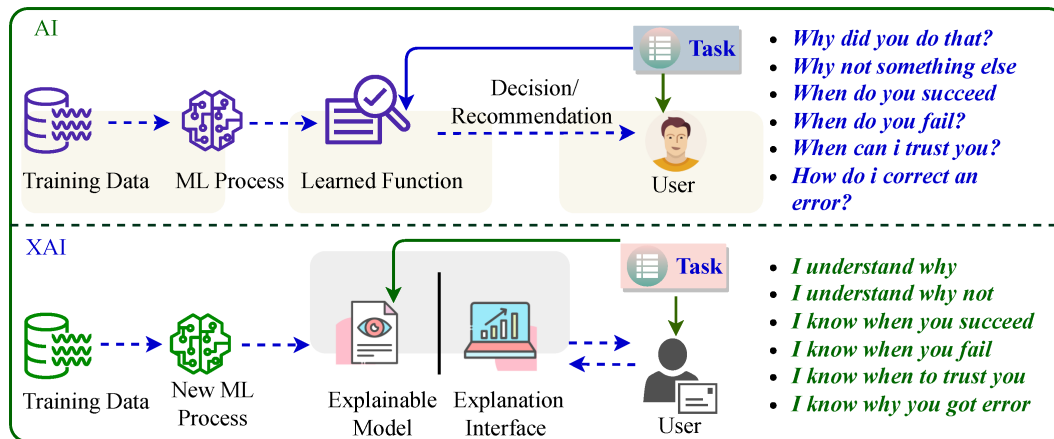 AI
Task
Decision/
Recommendation
Training Data
ML Process
Learned Function
User
• Why did you do that?
• Why not something else
• When do you succeed
• When do you fail?
• When can i trust you?
• How do i correct an
error?
XAI
Task
Training Data
New ML
Process
Explainable
Model
Explanation
Interface
User
• I understand why
• I understand why not
• I know when you succeed
• I know when you fail
• I know when to trust you
• I know why you got error